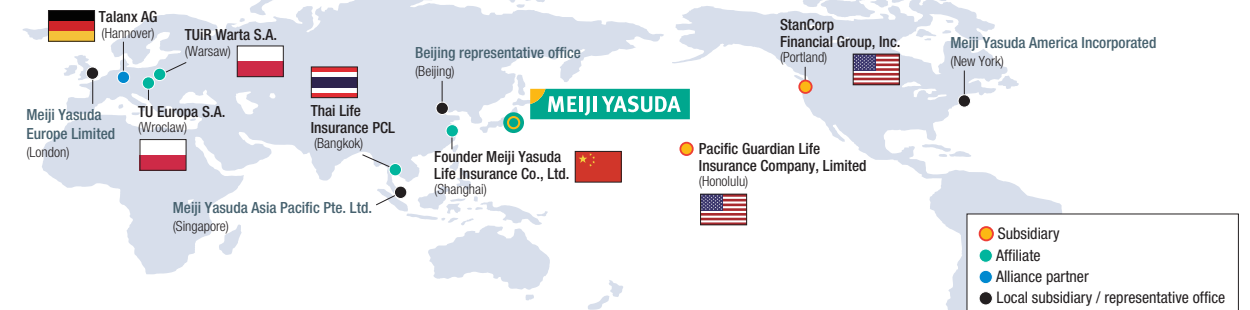 Talanx AG
(Hannover)
TUiR Warta S.A.
(Warsaw)
TU Europa S.A.
(Wroclaw)
Meiji Yasuda
Europe Limited
(London)
Thai Life
Insurance PCL
(Bangkok)
Meiji Yasuda Asia Pacific Pte. Ltd.
(Singapore)
Beijing representative office
(Beijing)
MEIJI YASUDA
Founder Meiji Yasuda
Life Insurance Co., Ltd.
(Shanghai)
StanCorp
Financial Group, Inc.
(Portland)
Meiji Yasuda America Incorporated
(New York)
Pacific Guardian Life
Insurance Company, Limited
(Honolulu)
Subsidiary
Affiliate
Alliance partner
Local subsidiary / representative office